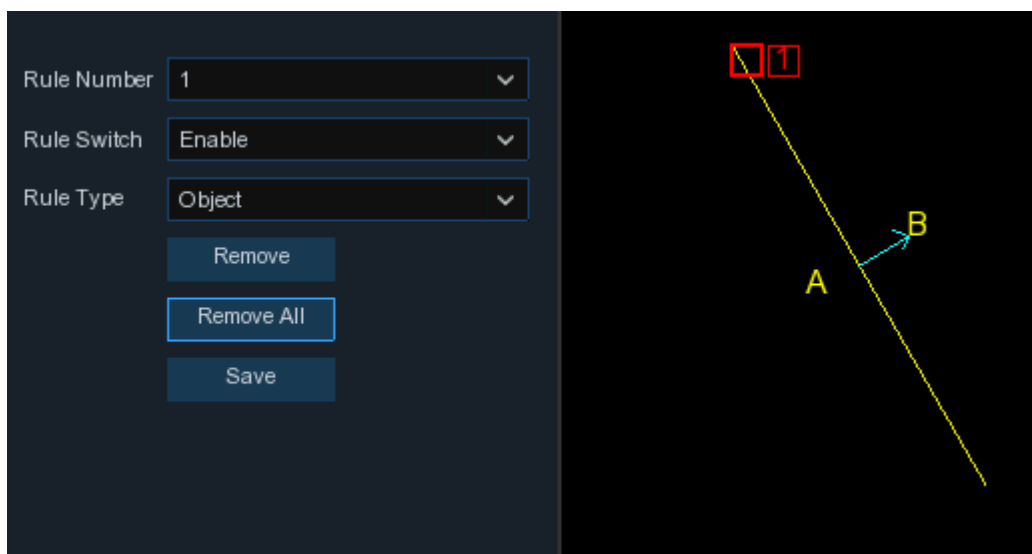 Rule Number 1
Rule Switch Enable
Rule Type Object
Remove
Remove All
Save
1
B
A